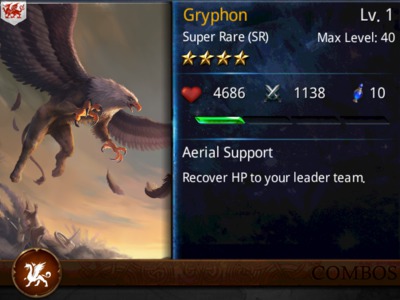 Gryphon Lv. 1
Super Rare (SR) Max Level: 40
4686 1138 10
Aerial Support
Recover HP to your leader team.
COMBOS